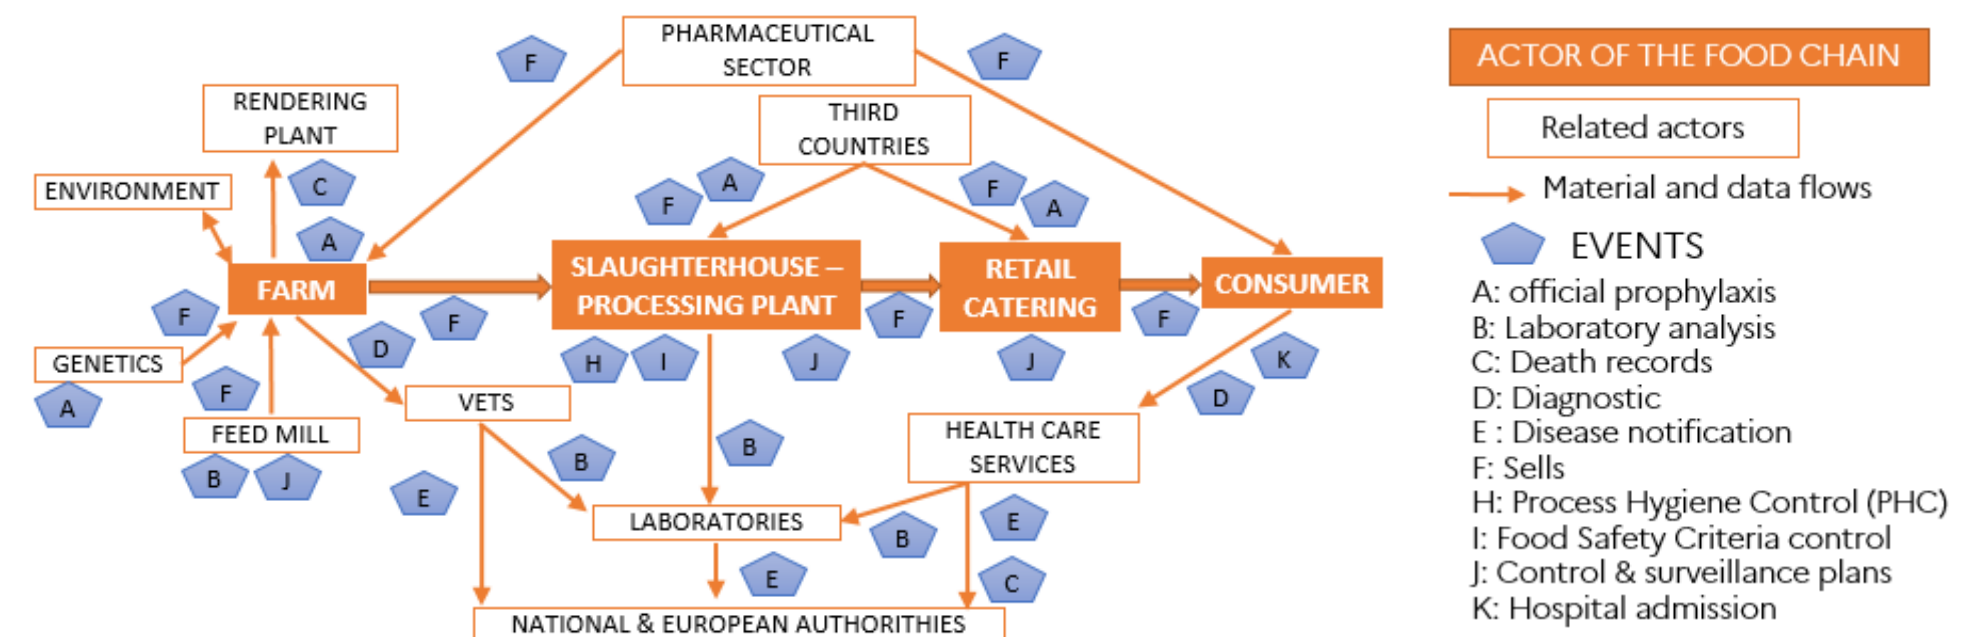 PHARMACEUTICAL
SECTOR
F
F
RENDERING
PLANT
THIRD
COUNTRIES
ENVIRONMENT
C
A
F
A
F
A
FARM
SLAUGHTERHOUSE –
PROCESSING PLANT
RETAIL
CATERING
CONSUMER
F
D
F
F
F
GENETICS
A
F
H
I
J
J
K
D
FEED MILL
B
J
VETS
E
B
B
HEALTH CARE
SERVICES
LABORATORIES
B
E
E
C
NATIONAL & EUROPEAN AUTHORITHIES
ACTOR OF THE FOOD CHAIN
Related actors
Material and data flows
EVENTS
A: official prophylaxis
B: Laboratory analysis
C: Death records
D: Diagnostic
E : Disease notification
F: Sells
H: Process Hygiene Control (PHC)
I: Food Safety Criteria control
J: Control & surveillance plans
K: Hospital admission